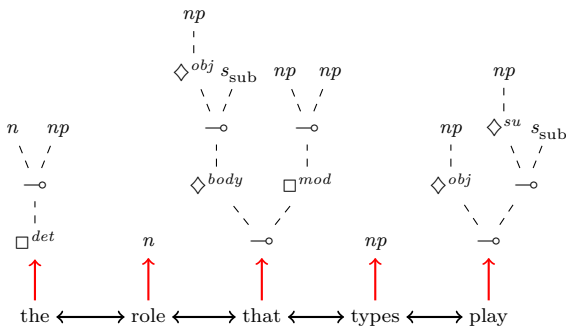 np
◇obj s_sub np np np
n np np ◇su s_sub
—o —o —o —o
◇body □mod ◇obj
□det n —o np —o
the role that types play